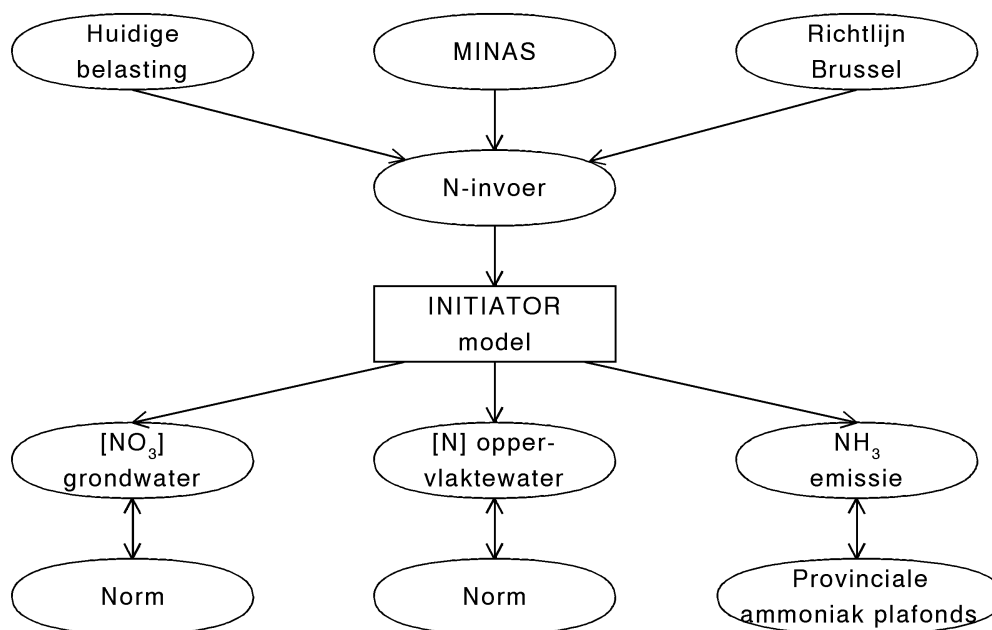 Huidige
belasting
MINAS
Richtlijn
Brussel
N-invoer
INITIATOR
model
[NO₃]
grondwater
[N] opper-
vlaktewater
NH₃
emissie
Norm
Norm
Provinciale
ammoniak plafonds